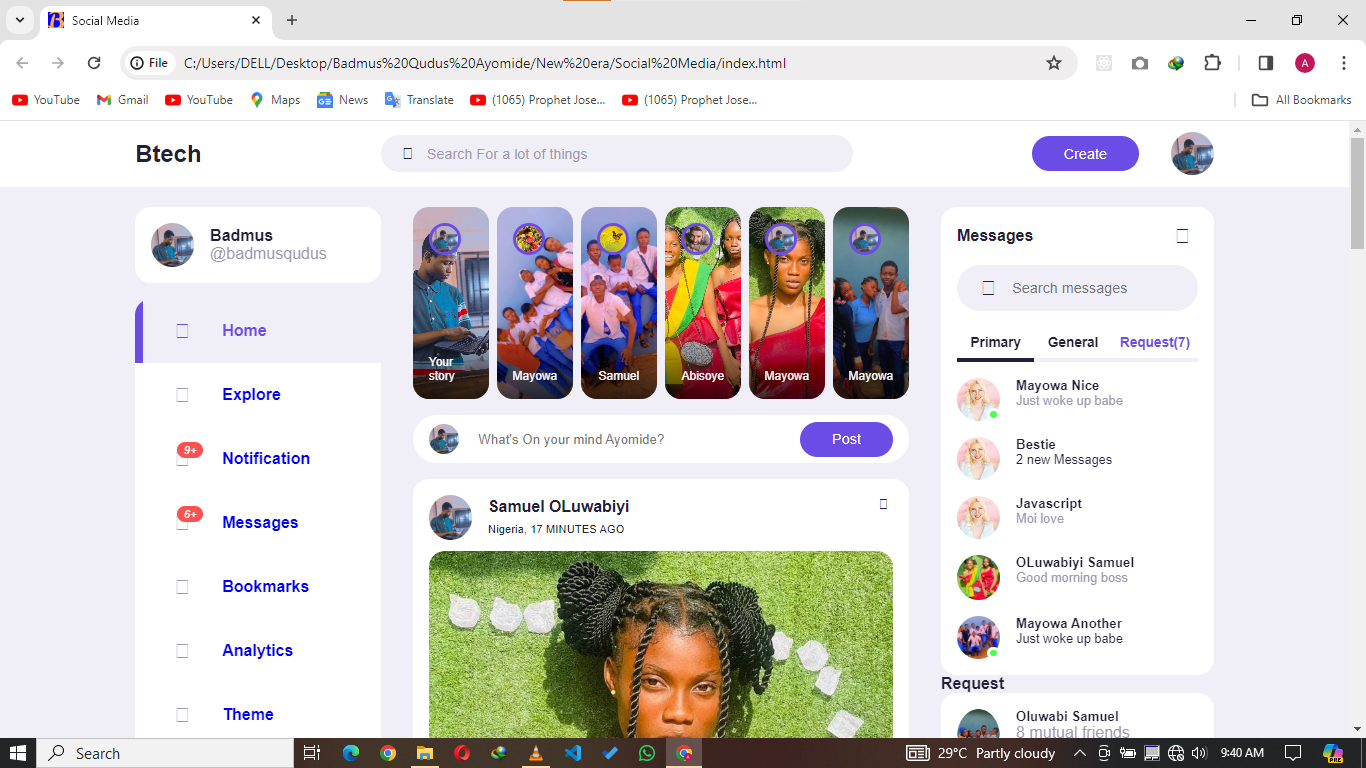 Social Media
File
C:/Users/DELL/Desktop/Badmus%20Qudus%20Ayomide/New%20era/Social%20Media/index.html
A
YouTube
Gmail
YouTube
Maps
News
Translate
(1065) Prophet Jose...
(1065) Prophet Jose...
All Bookmarks
Btech
Search For a lot of things
Create
Badmus
@badmusqudus
Home
Explore
9+
Notification
6+
Messages
Bookmarks
Analytics
Theme
Your
story
Mayowa
Samuel
Abisoye
Mayowa
Mayowa
What's On your mind Ayomide?
Post
Samuel OLuwabiyi
Nigeria, 17 MINUTES AGO
Messages
Search messages
Primary
General
Request(7)
Mayowa Nice
Just woke up babe
Bestie
2 new Messages
Javascript
Moi love
OLuwabiyi Samuel
Good morning boss
Mayowa Another
Just woke up babe
Request
Oluwabi Samuel
8 mutual friends
Search
29°C Partly cloudy
9:40 AM
PRE